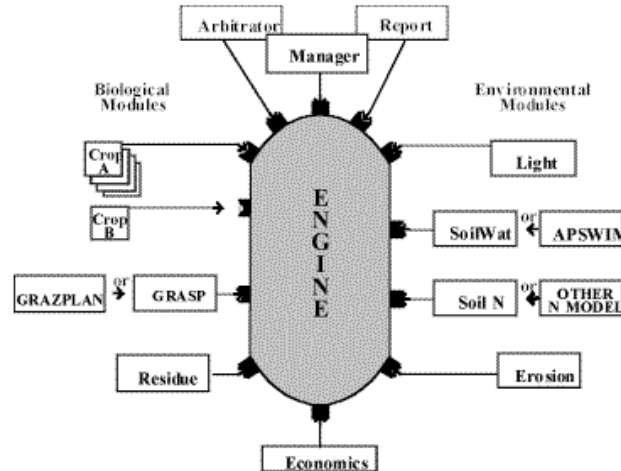 Arbitrator
Report
Manager
Biological
Modules
Environmental
Modules
Crop
A
Crop
B
Light
SoilWat
or
APSWIM
GRAZPLAN
or
GRASP
Soil N
or
OTHER
N MODEL
Residue
Erosion
Economics
ENGINE